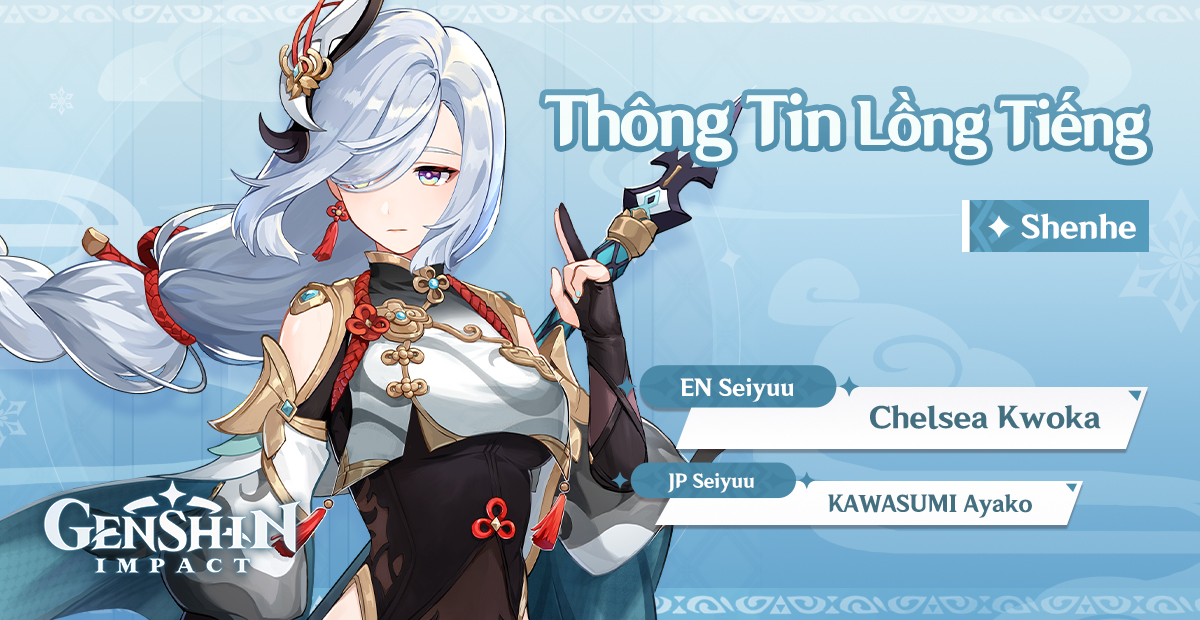 Thông Tin Lồng Tiếng
Shenhe
EN Seiyuu
Chelsea Kwoka
JP Seiyuu
KAWASUMI Ayako
GENSHIN
IMPACT